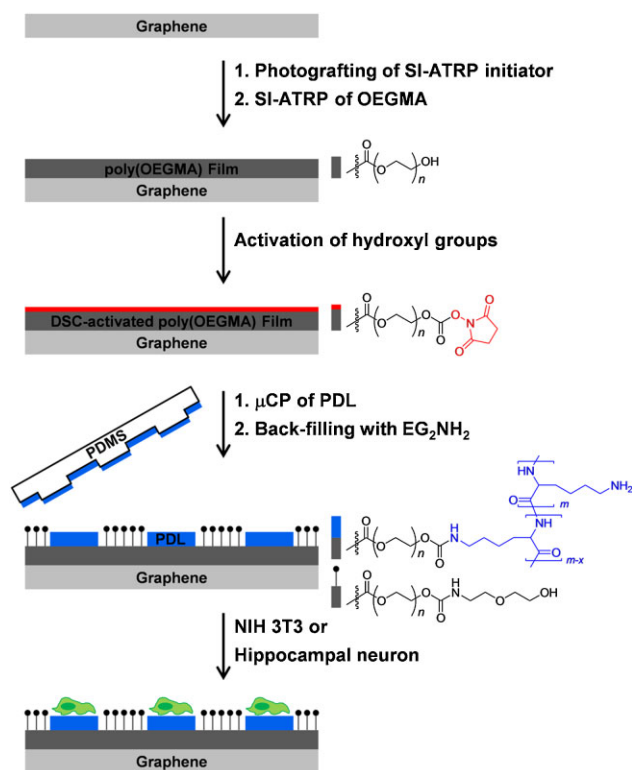 Graphene
1. Photografting of SI-ATRP initiator
2. SI-ATRP of OEGMA
poly(OEGMA) Film
Graphene
O
O
OH
n
Activation of hydroxyl groups
DSC-activated poly(OEGMA) Film
Graphene
O
O
O
n
O
O
N
O
O
PDMS
1. μCP of PDL
2. Back-filling with EG₂NH₂
HN
NH₂
O
m
HN
PDL
Graphene
O
O
O
n
O
H
N
O
m-x
O
O
O
n
O
H
N
O
OH
NIH 3T3 or
Hippocampal neuron
Graphene